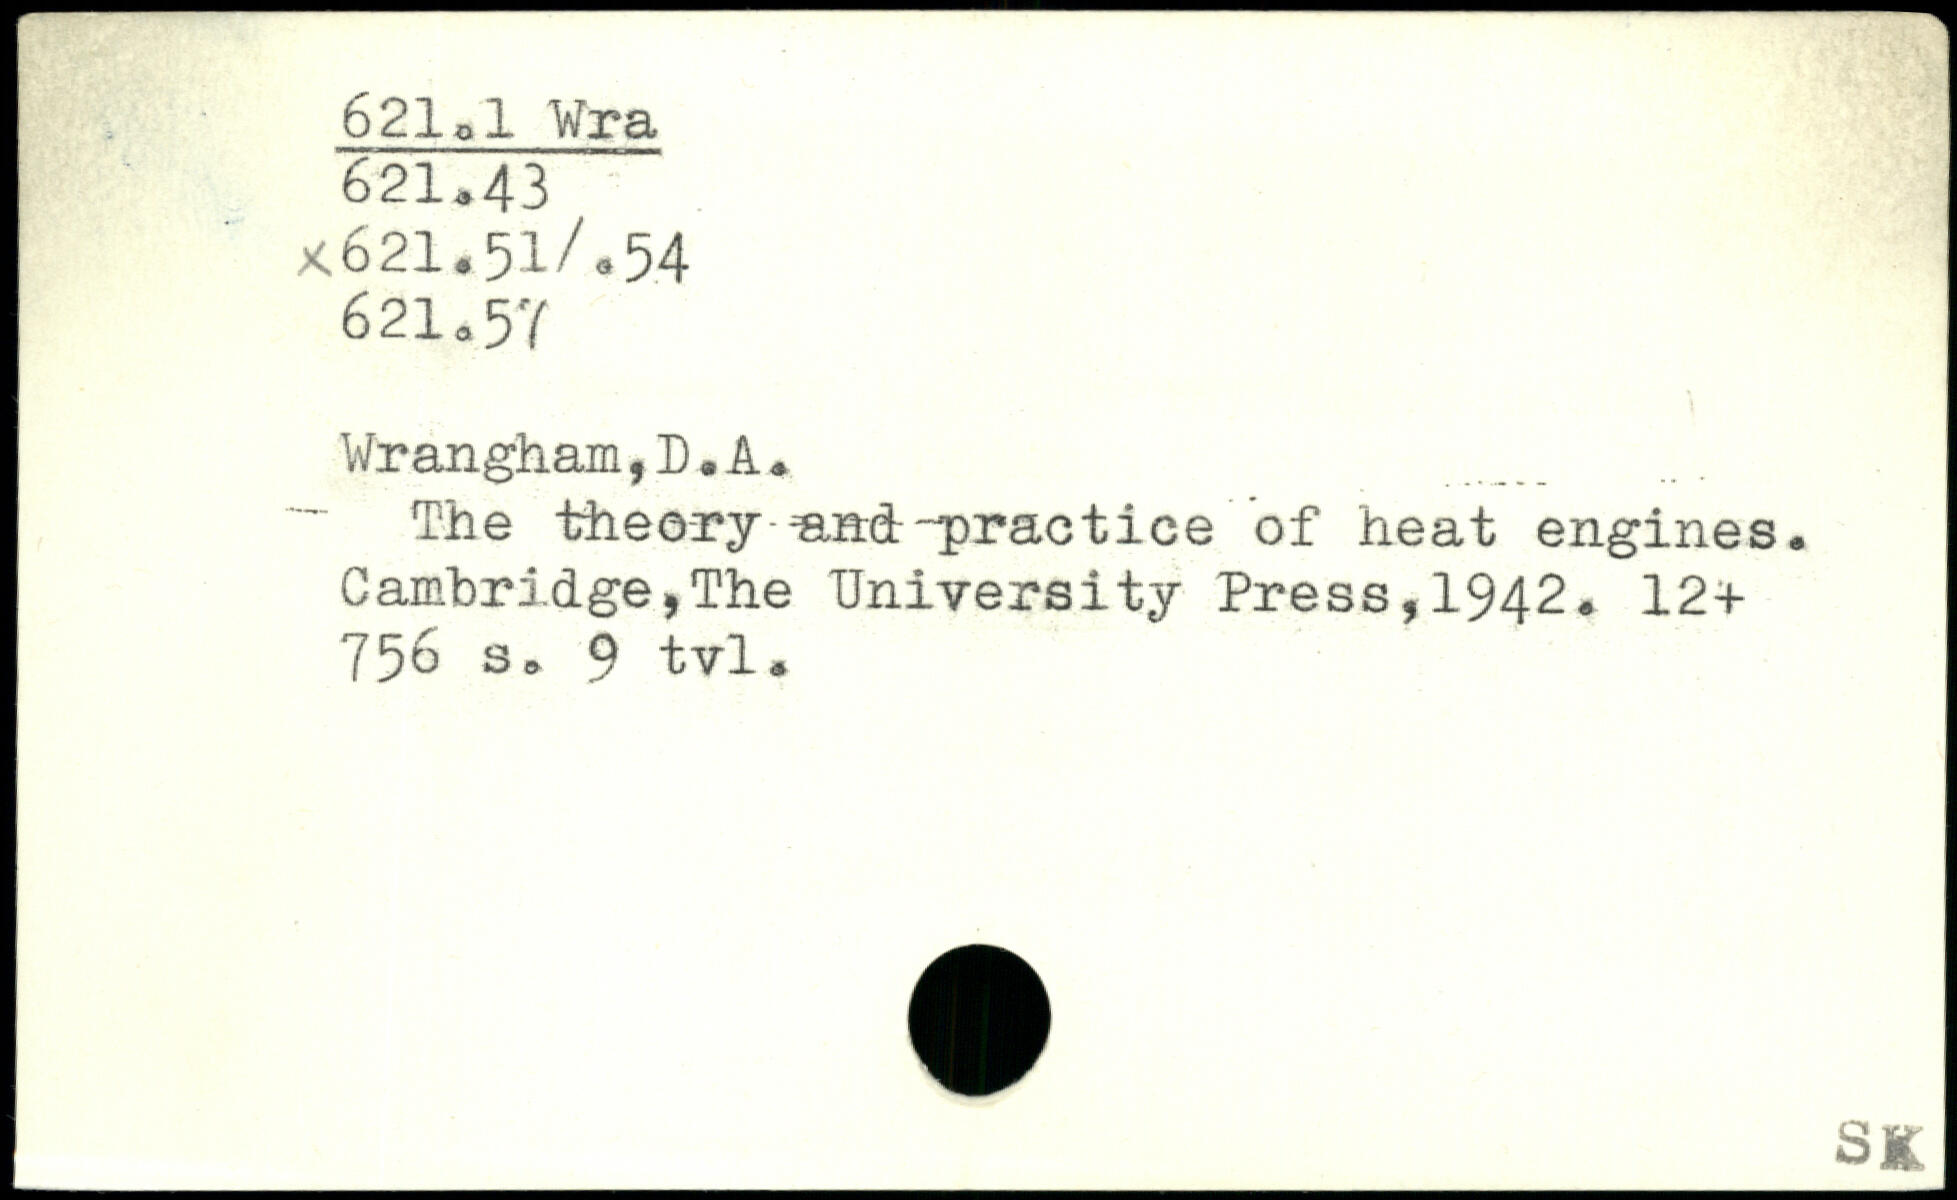 621.1 Wra
621.43
x621.51/.54
621.57
Wrangham,D.A.
The theory and practice of heat engines.
Cambridge,The University Press,1942. 12+
756 s. 9 tvl.
SK